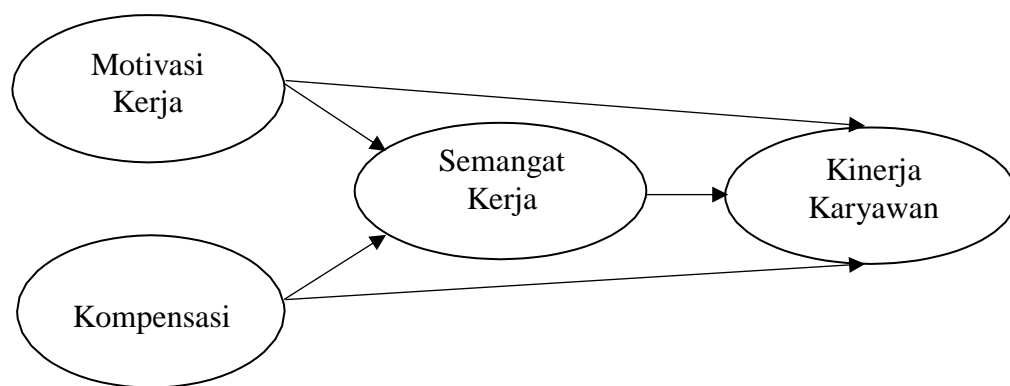 Motivasi
Kerja
Semangat
Kerja
Kinerja
Karyawan
Kompensasi